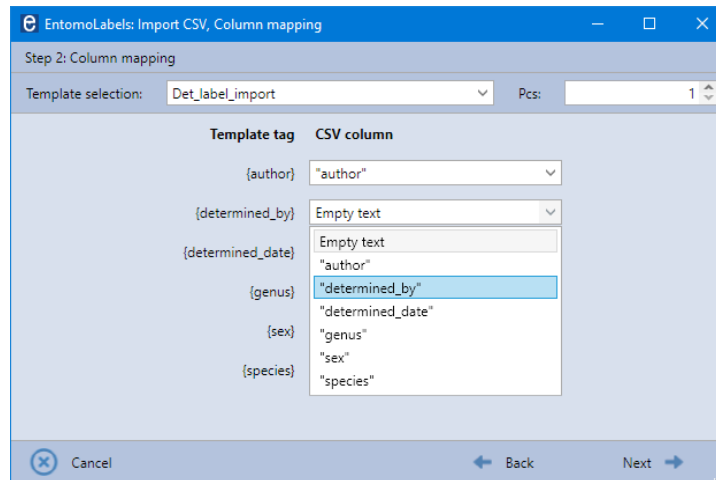 EntomoLabels: Import CSV, Column mapping
Step 2: Column mapping
Template selection: Det_label_import Pcs: 1
Template tag CSV column
{author} "author"
{determined_by} Empty text
Empty text
{determined_date} "author"
"determined_by"
{genus} "determined_date"
"genus"
{sex} "sex"
{species} "species"
Cancel Back Next